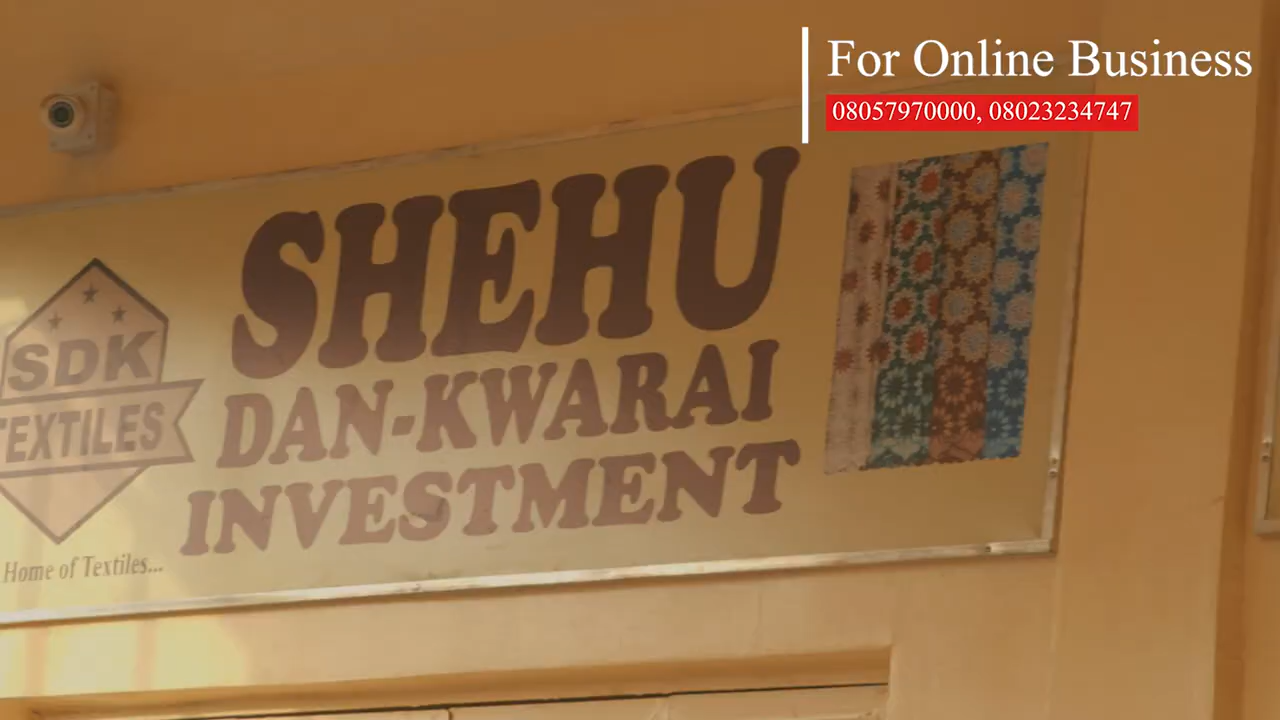 For Online Business
08057970000, 08023234747
SHEHU
DAN-KWARAI
INVESTMENT
SDK
TEXTILES
Home of Textiles...